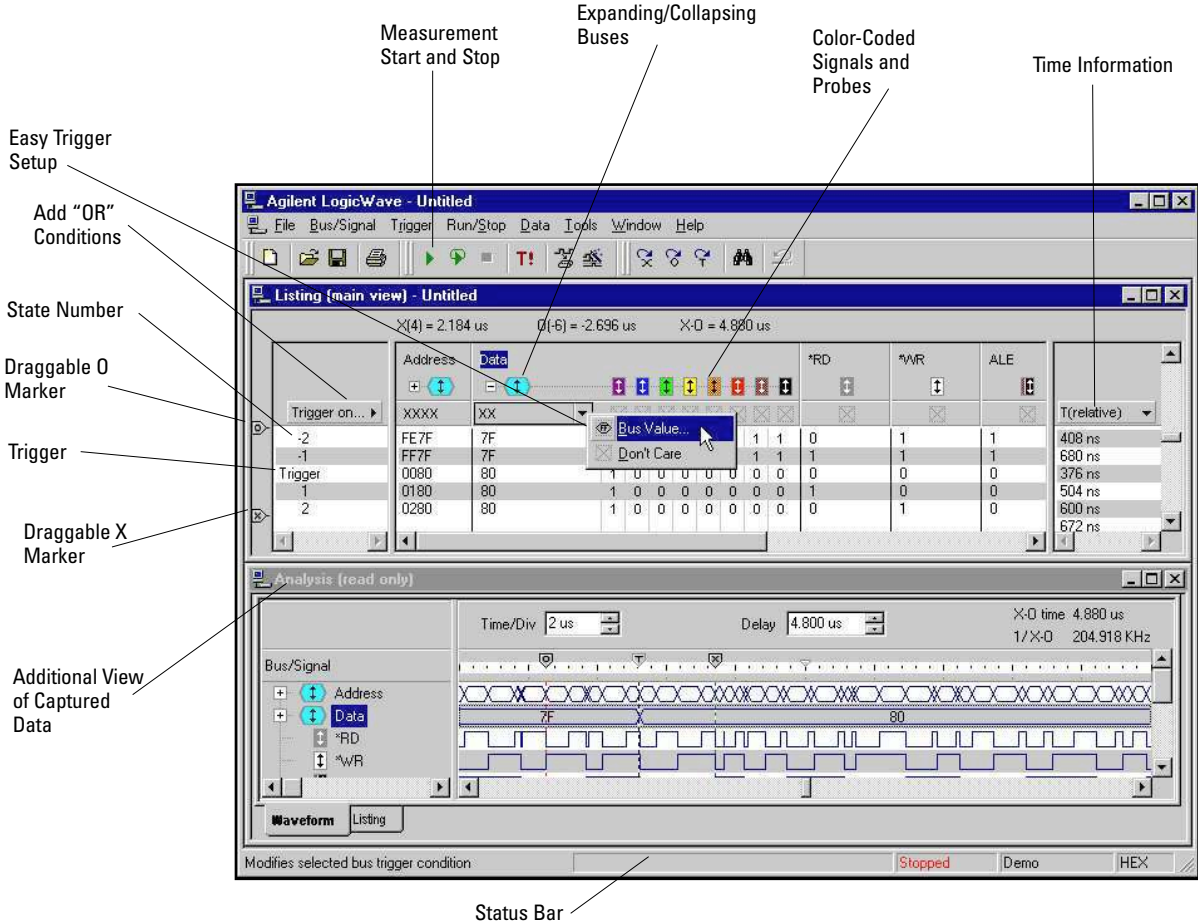 Expanding/Collapsing
Buses
Measurement
Start and Stop
Color-Coded
Signals and
Probes
Time Information
Easy Trigger
Setup
Add “OR”
Conditions
State Number
Draggable O
Marker
Trigger
Draggable X
Marker
Additional View
of Captured
Data
Status Bar
Agilent LogicWave - Untitled
File Bus/Signal Trigger Run/Stop Data Tools Window Help
T!
X T
Listing (main view) - Untitled
X(4) = 2.184 us O(-6) = -2.696 us X-O = 4.880 us
Address Data *RD *WR ALE
Trigger on... XXXX XX T(relative)
Bus Value...
Don't Care
-2 FE7F 7F 1 1 0 1 1 408 ns
-1 FF7F 7F 1 1 1 1 1 680 ns
Trigger 0080 80 1 0 0 0 0 0 0 0 0 0 0 376 ns
1 0180 80 1 0 0 0 0 0 0 0 1 0 0 504 ns
2 0280 80 1 0 0 0 0 0 0 0 0 1 0 600 ns
672 ns
O
X
Analysis (read only)
Time/Div 2 us Delay 4.800 us
X-O time 4.880 us
1/X-O 204.918 KHz
Bus/Signal
O T X
Address
Data 7F 80
*RD
*WR
Waveform Listing
Modifies selected bus trigger condition Stopped Demo HEX